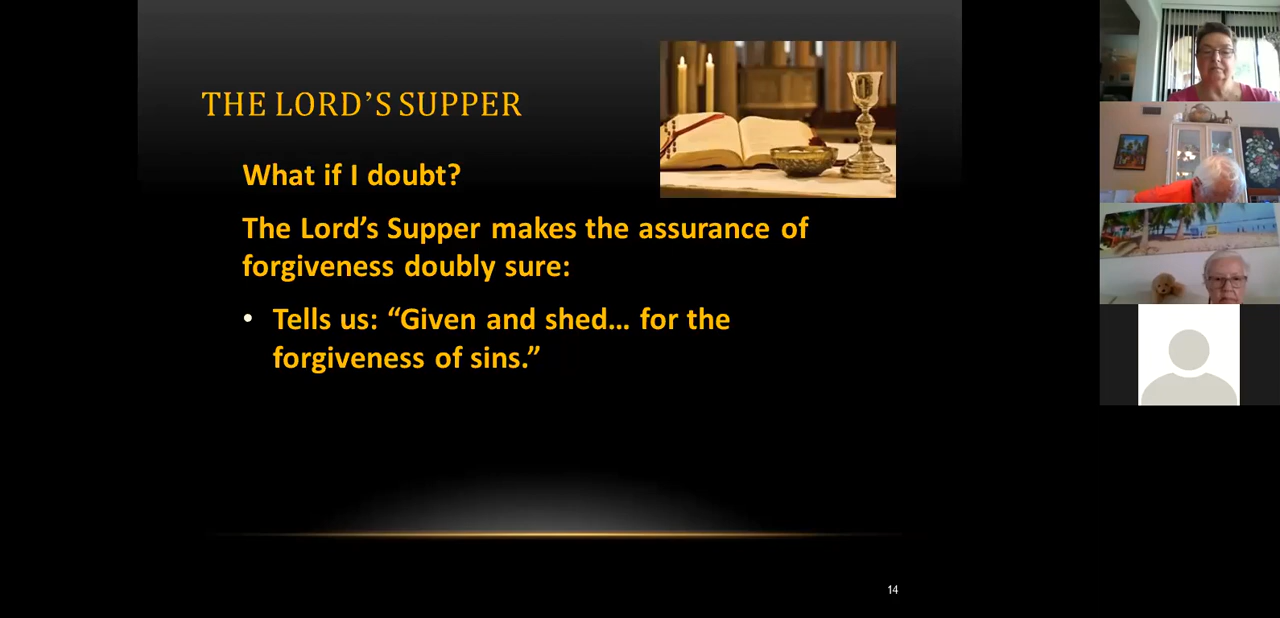 THE LORD’S SUPPER
What if I doubt?
The Lord’s Supper makes the assurance of
forgiveness doubly sure:
• Tells us: “Given and shed... for the
forgiveness of sins.”
14